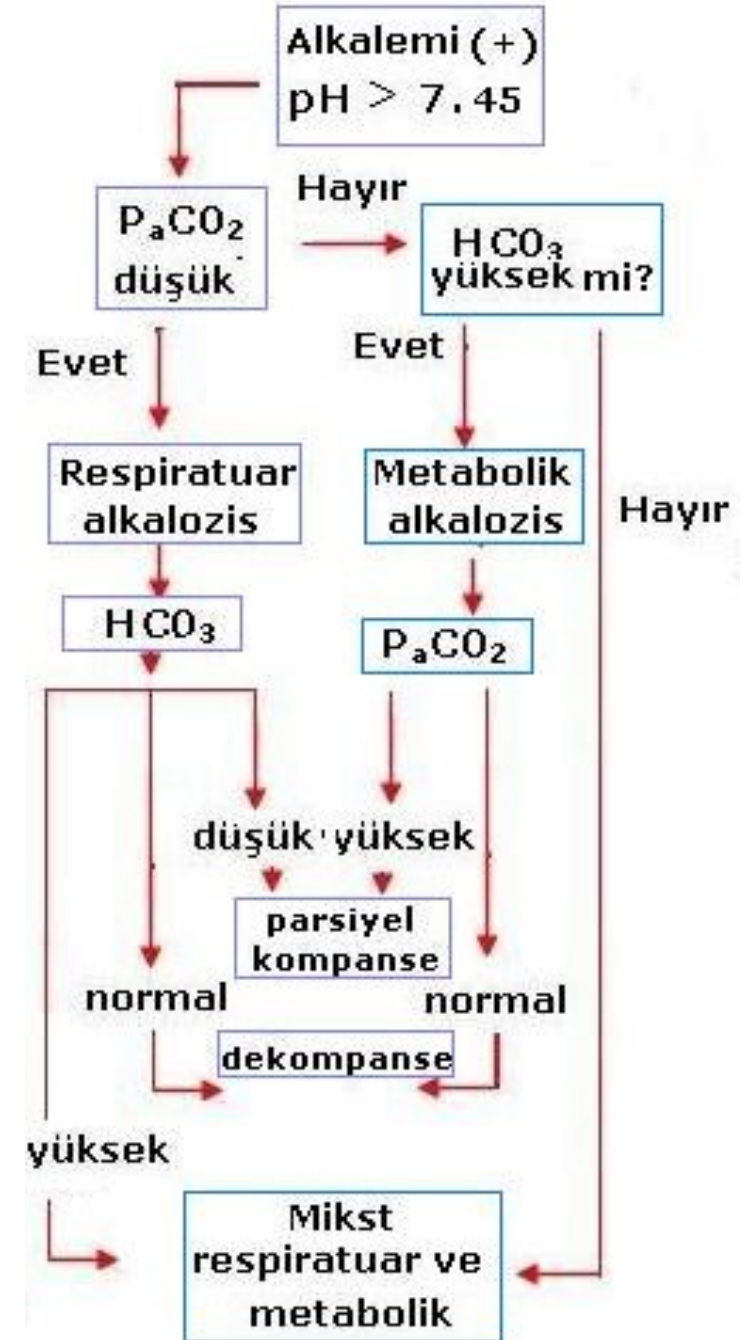 Alkalemi (+)
pH > 7.45
Hayır
PₐCO₂
düşük
HCO₃
yüksek mi?
Evet
Evet
Respiratuar
alkalozis
Metabolik
alkalozis
Hayır
HCO₃
PₐCO₂
düşük yüksek
parsiyel
kompanse
normal
normal
dekompanse
yüksek
Mikst
respiratuar ve
metabolik